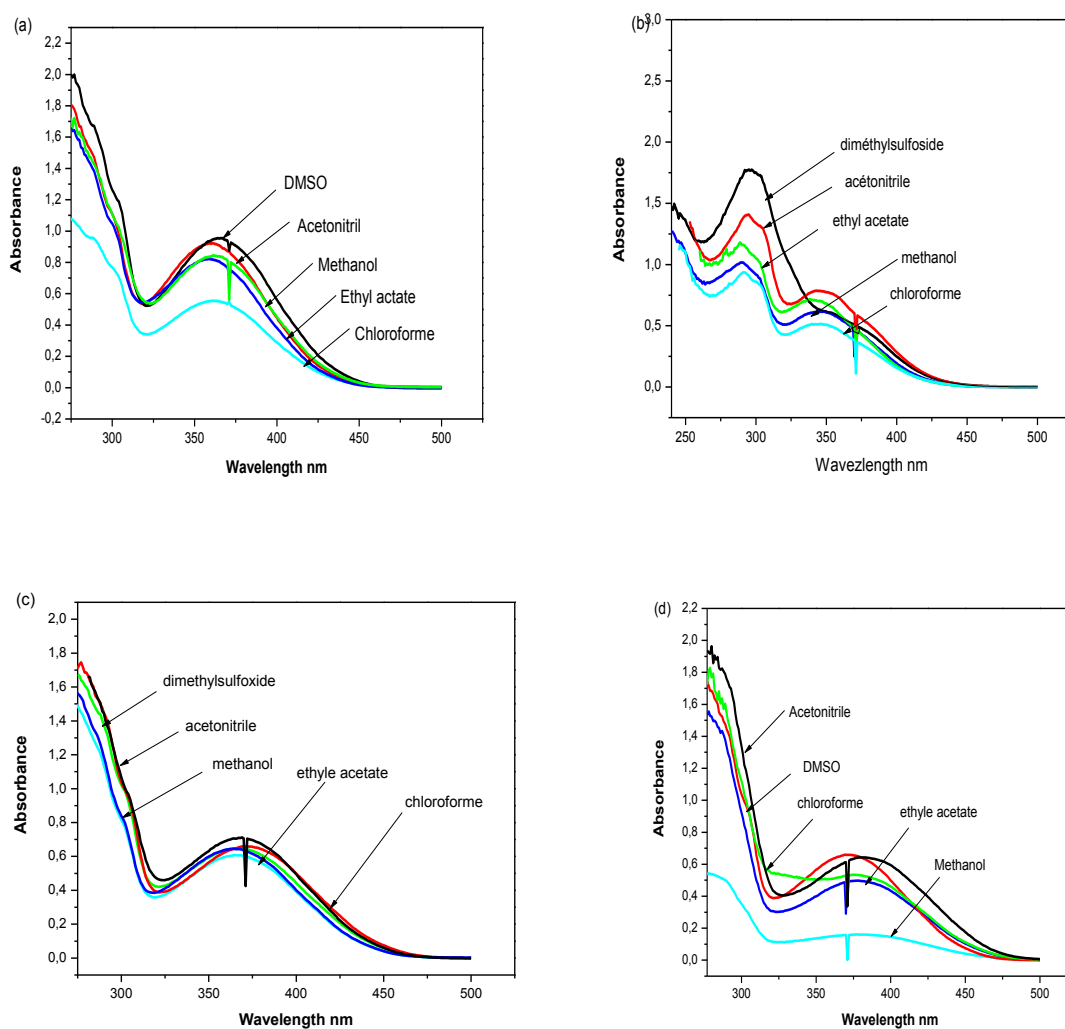 (a)
2,2
2,0
1,8
1,6
1,4
1,2
1,0
0,8
0,6
0,4
0,2
0,0
-0,2
Absorbance
DMSO
Acetonitril
Methanol
Ethyl actate
Chloroforme
300
350
400
450
500
Wavelength nm
(b)
3,0
2,5
2,0
1,5
1,0
0,5
0,0
Absorbance
diméthylsulfoside
acétonitrile
ethyl acetate
methanol
chloroforme
250
300
350
400
450
500
Wavezlength nm
(c)
2,0
1,8
1,6
1,4
1,2
1,0
0,8
0,6
0,4
0,2
0,0
Absorbance
dimethylsulfoxide
acetonitrile
methanol
ethyle acetate
chloroforme
300
350
400
450
500
Wavelength nm
(d)
2,2
2,0
1,8
1,6
1,4
1,2
1,0
0,8
0,6
0,4
0,2
0,0
Absorbance
Acetonitrile
DMSO
chloroforme
ethyle acetate
Methanol
300
350
400
450
500
Wavelength nm